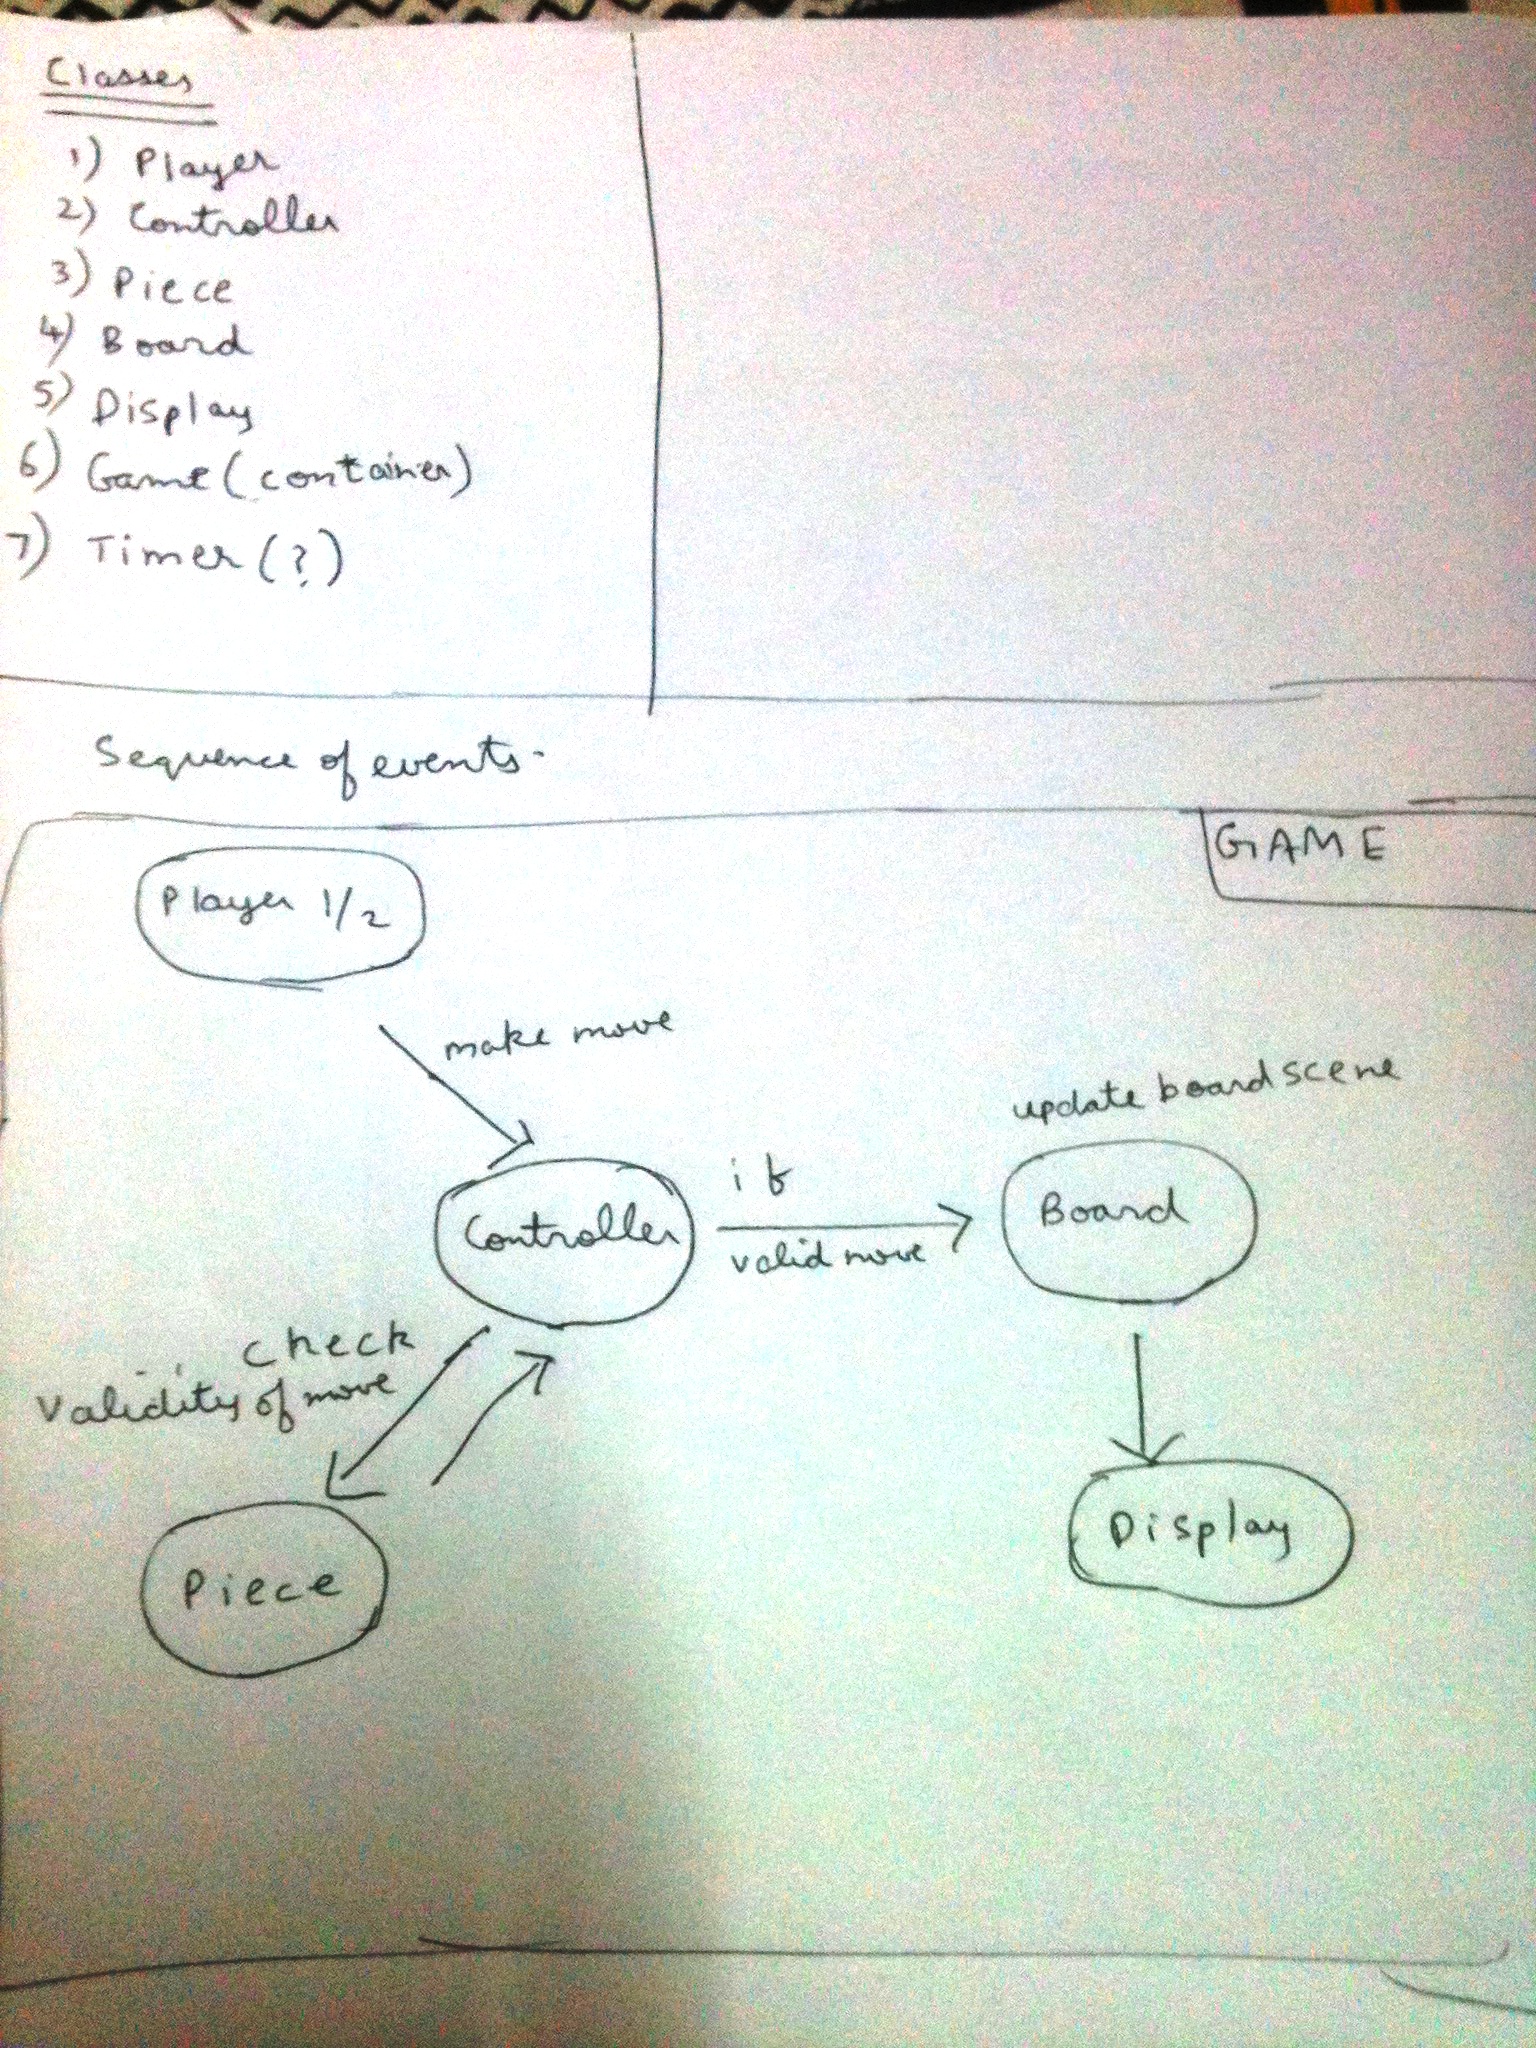 Classes
1) Player
2) Controller
3) Piece
4) Board
5) Display
6) Game (container)
7) Timer (?)
Sequence of events.
GAME
Player 1/2
make move
update board scene
if
Controller
Board
valid move
check
validity of move
Display
Piece